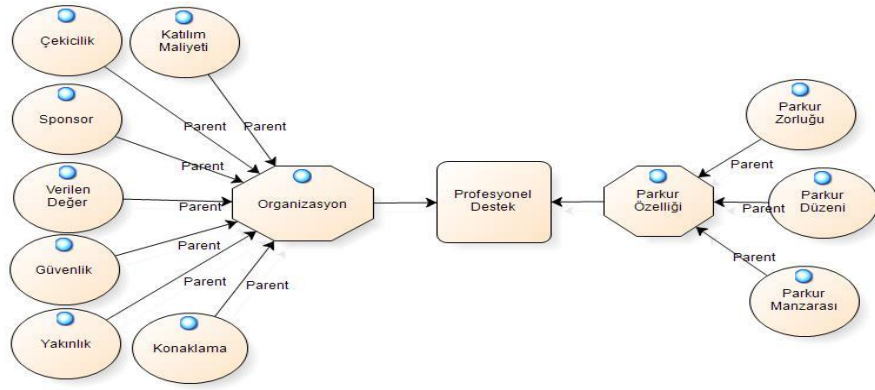 Çekicilik
Katılım
Maliyeti
Sponsor
Parent
Parent
Verilen
Değer
Parent
Organizasyon
Profesyonel
Destek
Parkur
Özelliği
Parkur
Zorluğu
Parent
Parkur
Düzeni
Parent
Güvenlik
Parent
Parent
Parent
Parent
Parkur
Manzarası
Yakınlık
Konaklama